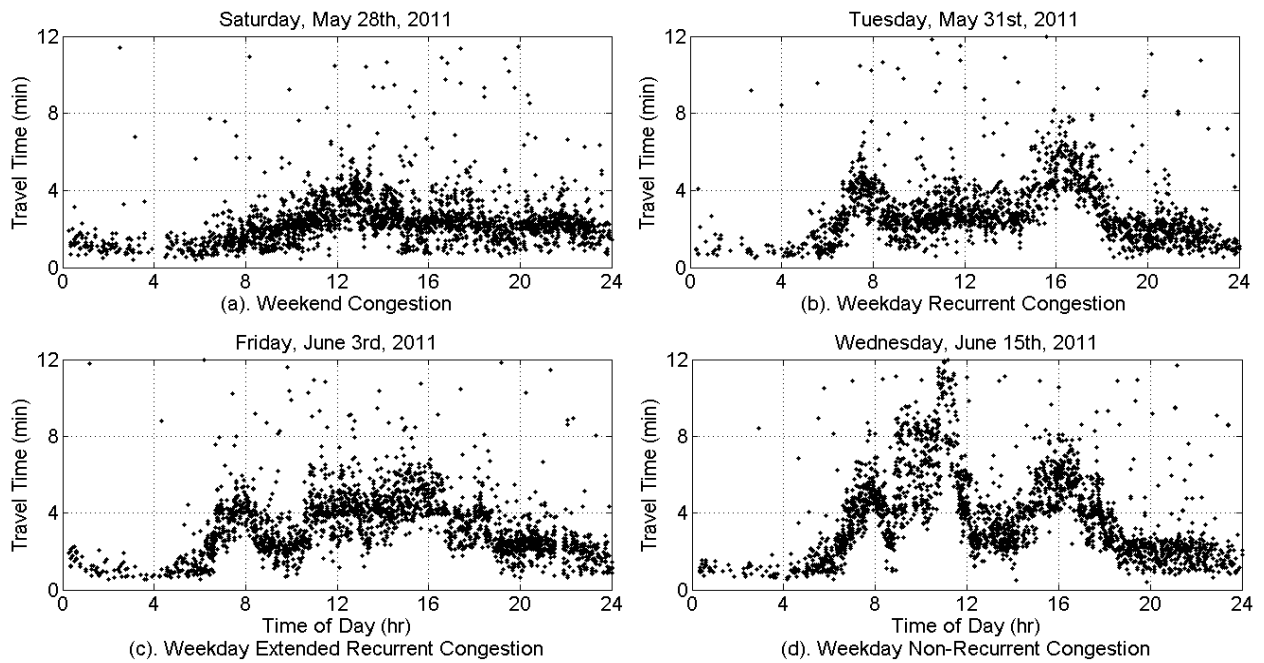 Saturday, May 28th, 2011
Travel Time (min)
12
8
4
0
0 4 8 12 16 20 24
(a). Weekend Congestion
Tuesday, May 31st, 2011
Travel Time (min)
12
8
4
0
0 4 8 12 16 20 24
(b). Weekday Recurrent Congestion
Friday, June 3rd, 2011
Travel Time (min)
12
8
4
0
0 4 8 12 16 20 24
Time of Day (hr)
(c). Weekday Extended Recurrent Congestion
Wednesday, June 15th, 2011
Travel Time (min)
12
8
4
0
0 4 8 12 16 20 24
Time of Day (hr)
(d). Weekday Non-Recurrent Congestion